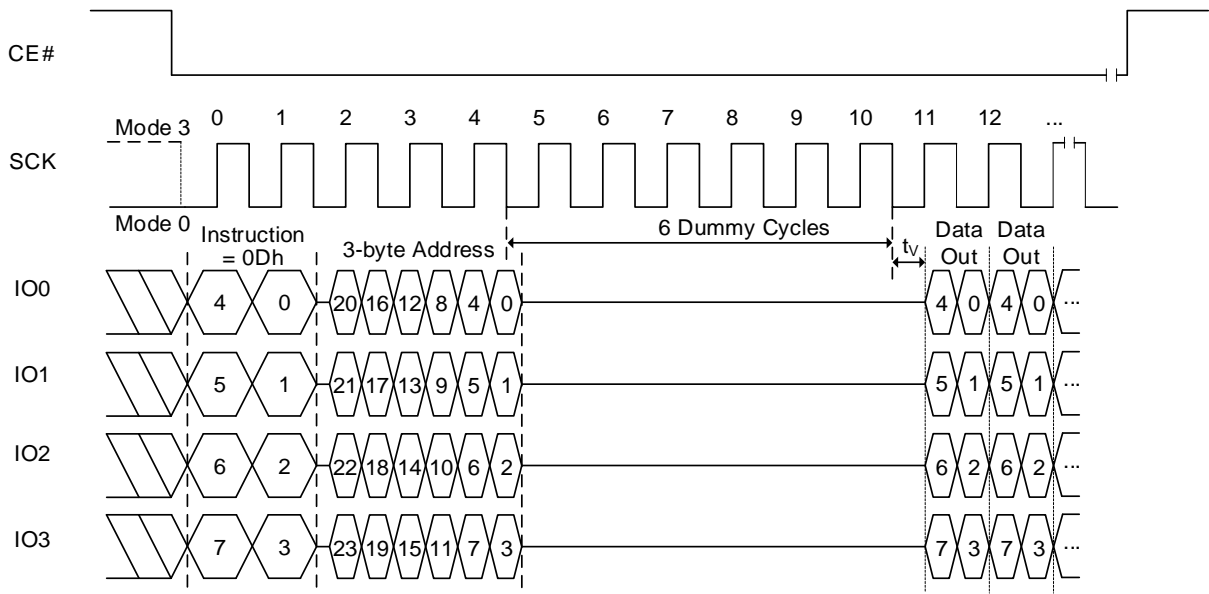 CE#
Mode 3
0 1 2 3 4 5 6 7 8 9 10 11 12 ...
SCK
Mode 0
Instruction
= 0Dh
3-byte Address
6 Dummy Cycles
tV
Data
Out
Data
Out
IO0
4 0 20 16 12 8 4 0 4 0 4 0 ...
IO1
5 1 21 17 13 9 5 1 5 1 5 1 ...
IO2
6 2 22 18 14 10 6 2 6 2 6 2 ...
IO3
7 3 23 19 15 11 7 3 7 3 7 3 ...